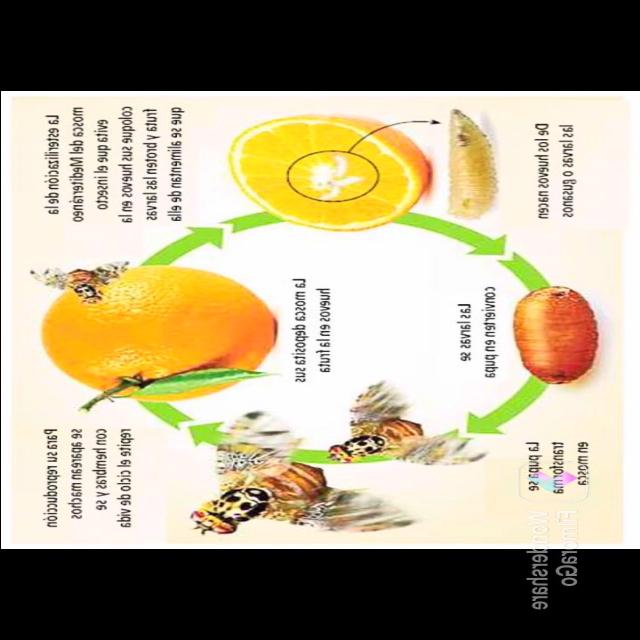 La esterilización de la
mosca del Mediterráneo
evita que el insecto
coloque sus huevos en la
fruta y broten las larvas
que se alimentan de ella
La mosca deposita sus
huevos en la fruta
De los huevos nacen
las larvas o gusanos
Las larvas se
convierten en pupa
La pupa se
transforma
en mosca
Para su reproducción
se aparean machos
con hembras y se
repite el ciclo de vida
Wondershare
FilmoraGo